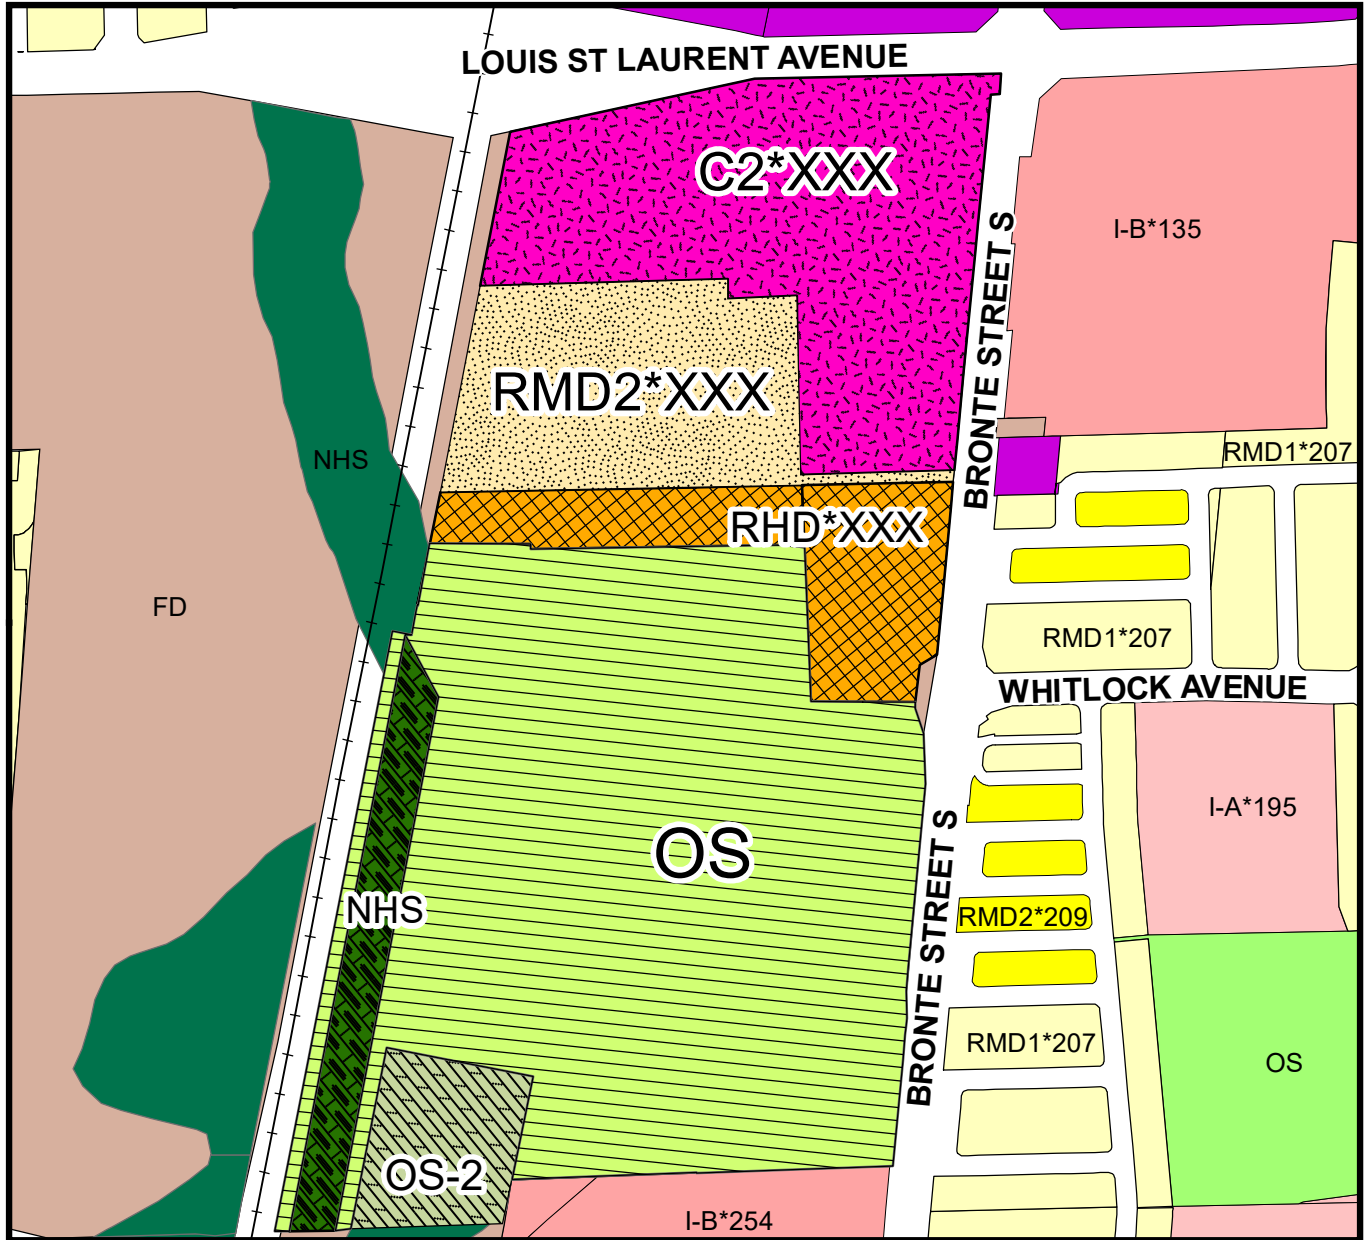 LOUIS ST LAURENT AVENUE
C2*XXX
I-B*135
BRONTE STREET S
RMD2*XXX
RMD1*207
NHS
RHD*XXX
FD
RMD1*207
WHITLOCK AVENUE
I-A*195
OS
NHS
RMD2*209
BRONTE STREET S
RMD1*207
OS
OS-2
I-B*254